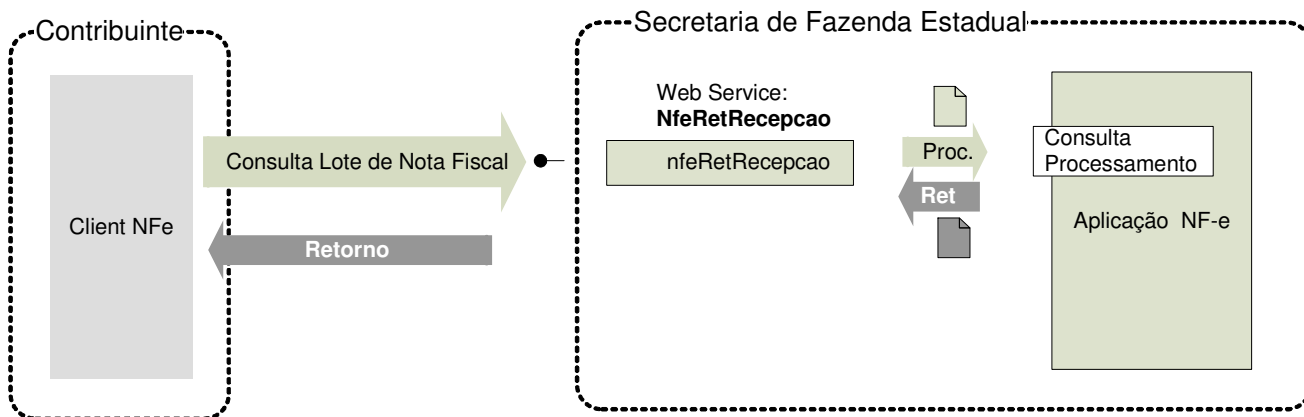 Contribuinte
Secretaria de Fazenda Estadual
Client NFe
Consulta Lote de Nota Fiscal
Retorno
Web Service:
NfeRetRecepcao
nfeRetRecepcao
Proc.
Ret
Consulta
Processamento
Aplicação NF-e